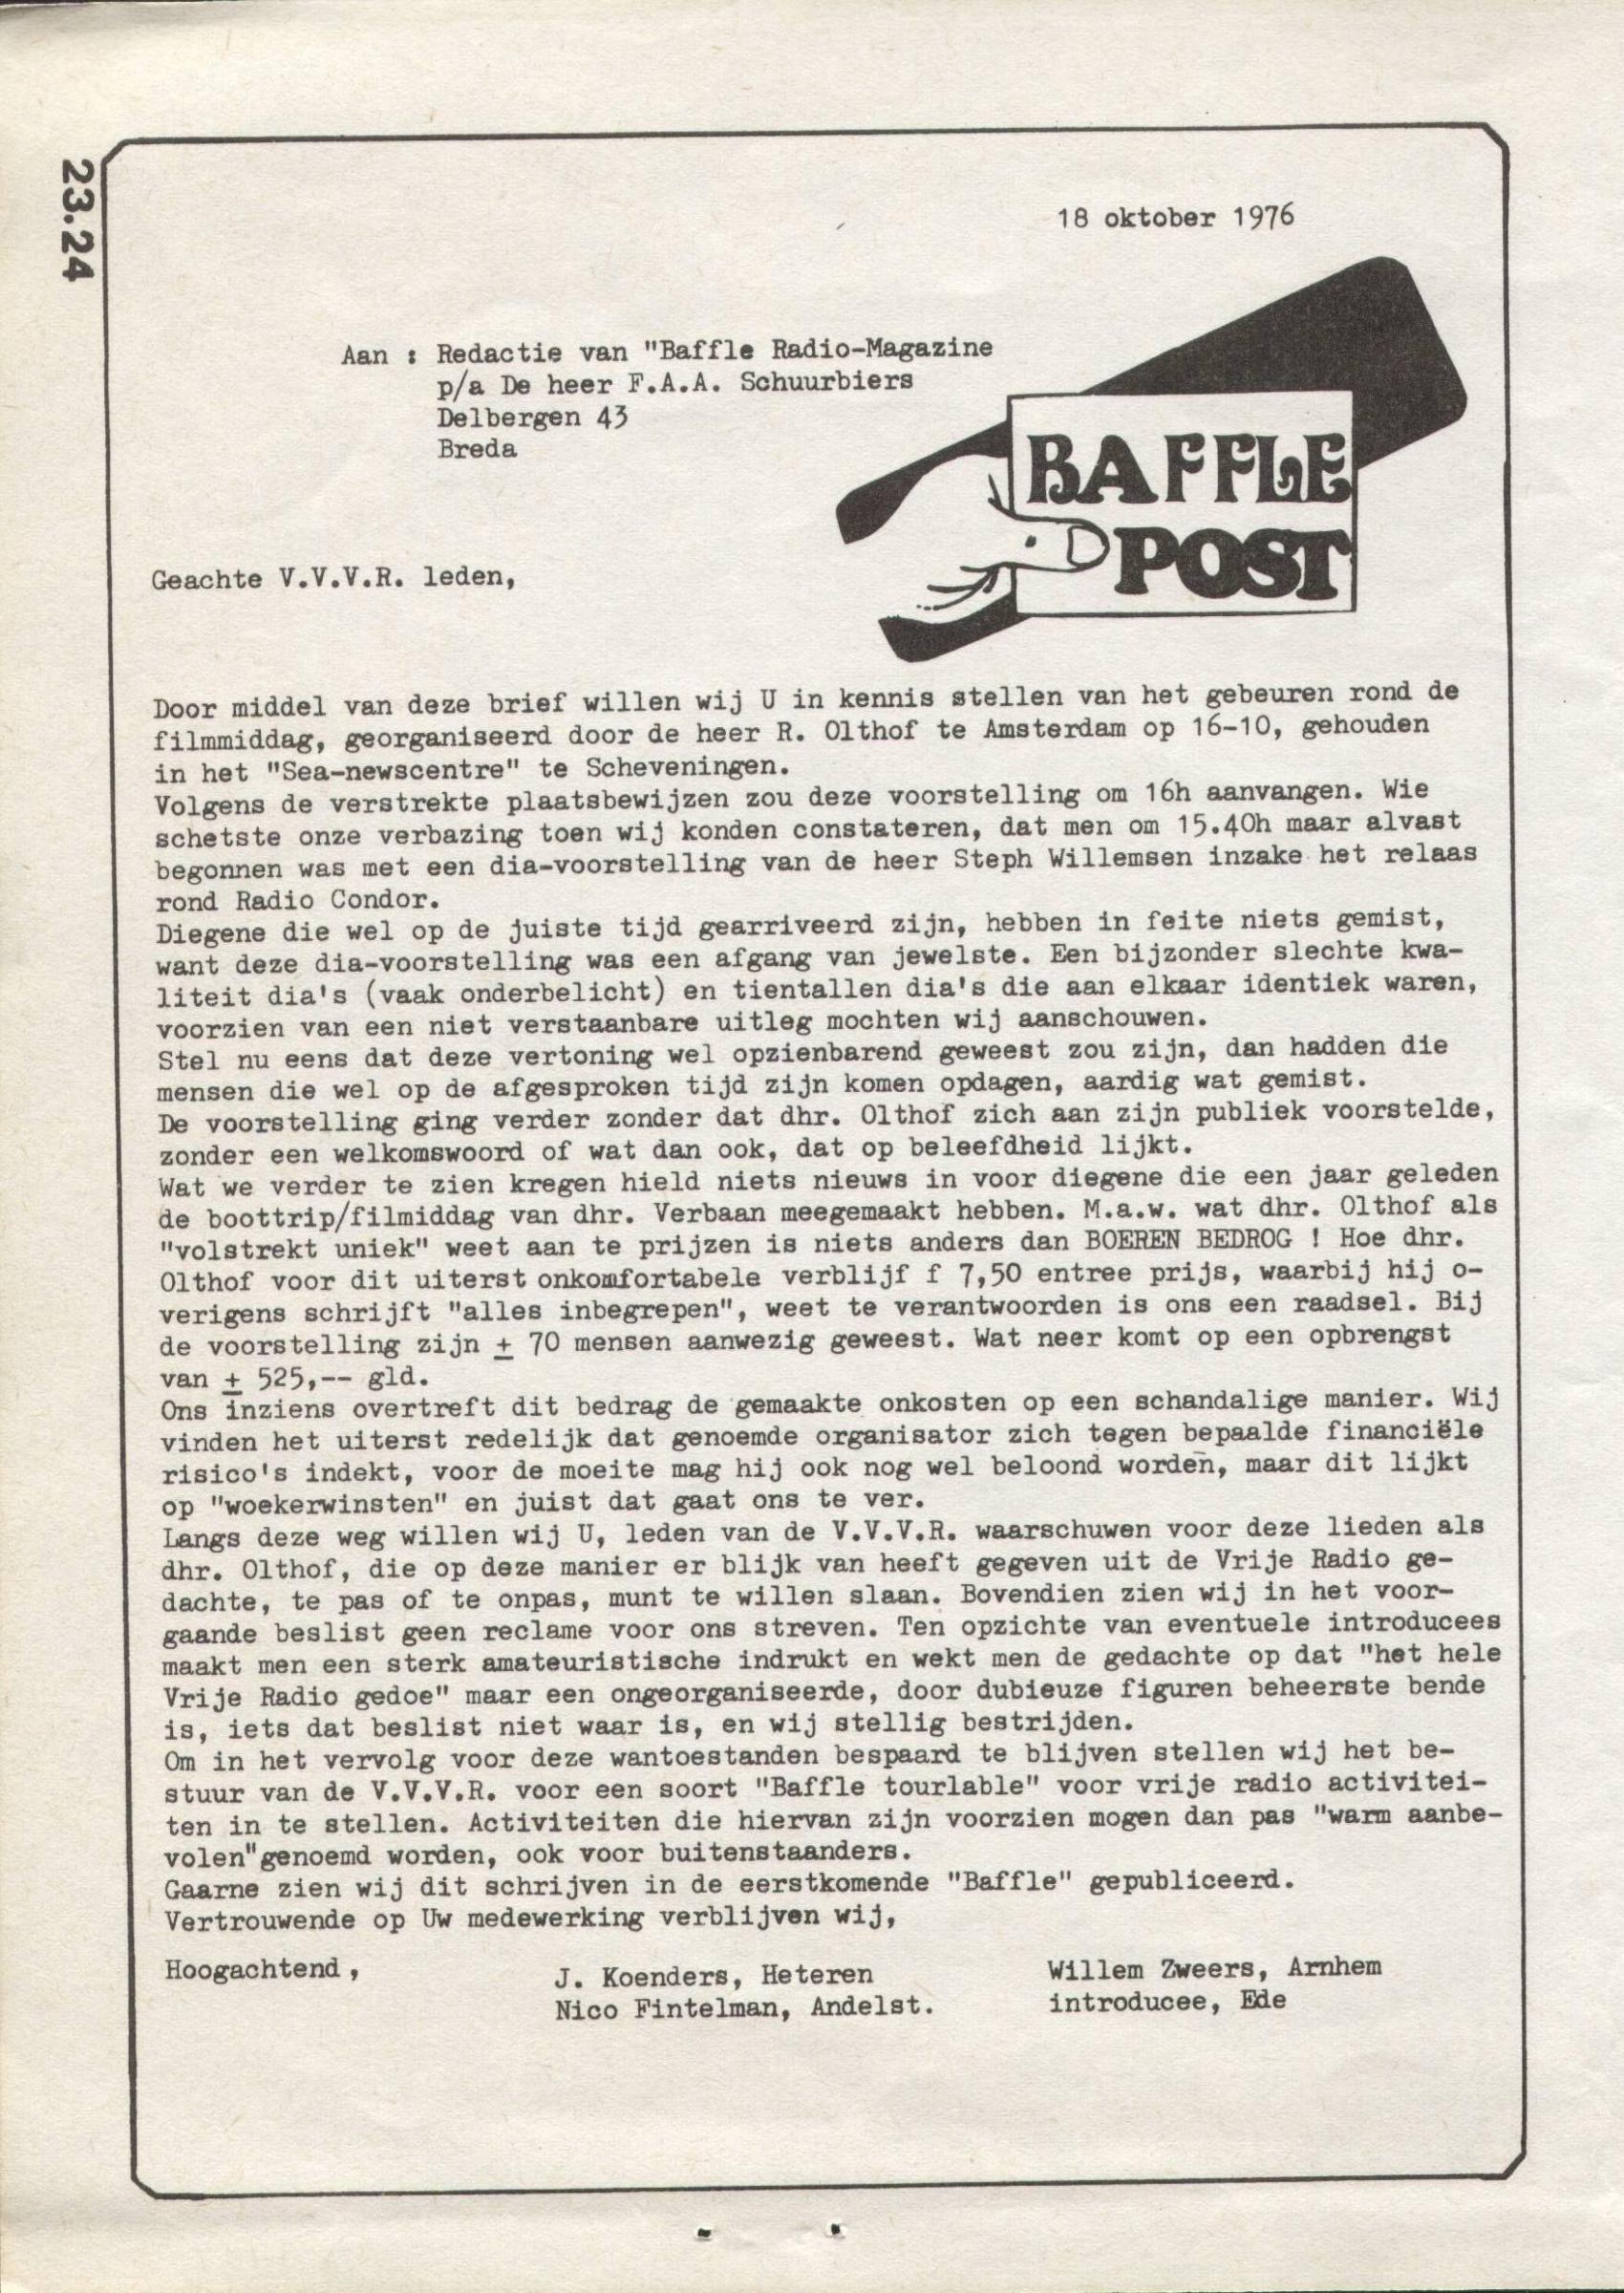 23.24
18 oktober 1976
Aan : Redactie van "Baffle Radio-Magazine
p/a De heer F.A.A. Schuurbiers
Delbergen 43
Breda
BAFFLE
POST
Geachte V.V.V.R. leden,
Door middel van deze brief willen wij U in kennis stellen van het gebeuren rond de
filmmiddag, georganiseerd door de heer R. Olthof te Amsterdam op 16-10, gehouden
in het "Sea-newscentre" te Scheveningen.
Volgens de verstrekte plaatsbewijzen zou deze voorstelling om 16h aanvangen. Wie
schetste onze verbazing toen wij konden constateren, dat men om 15.40h maar alvast
begonnen was met een dia-voorstelling van de heer Steph Willemsen inzake het relaas
rond Radio Condor.
Diegene die wel op de juiste tijd gearriveerd zijn, hebben in feite niets gemist,
want deze dia-voorstelling was een afgang van jewelste. Een bijzonder slechte kwa-
liteit dia's (vaak onderbelicht) en tientallen dia's die aan elkaar identiek waren,
voorzien van een niet verstaanbare uitleg mochten wij aanschouwen.
Stel nu eens dat deze vertoning wel opzienbarend geweest zou zijn, dan hadden die
mensen die wel op de afgesproken tijd zijn komen opdagen, aardig wat gemist.
De voorstelling ging verder zonder dat dhr. Olthof zich aan zijn publiek voorstelde,
zonder een welkomswoord of wat dan ook, dat op beleefdheid lijkt.
Wat we verder te zien kregen hield niets nieuws in voor diegene die een jaar geleden
de boottrip/filmiddag van dhr. Verbaan meegemaakt hebben. M.a.w. wat dhr. Olthof als
"volstrekt uniek" weet aan te prijzen is niets anders dan BOEREN BEDROG ! Hoe dhr.
Olthof voor dit uiterst onkomfortabele verblijf f 7,50 entree prijs, waarbij hij o-
verigens schrijft "alles inbegrepen", weet te verantwoorden is ons een raadsel. Bij
de voorstelling zijn ± 70 mensen aanwezig geweest. Wat neer komt op een opbrengst
van ± 525,-- gld.
Ons inziens overtreft dit bedrag de gemaakte onkosten op een schandalige manier. Wij
vinden het uiterst redelijk dat genoemde organisator zich tegen bepaalde financiële
risico's indekt, voor de moeite mag hij ook nog wel beloond worden, maar dit lijkt
op "woekerwinsten" en juist dat gaat ons te ver.
Langs deze weg willen wij U, leden van de V.V.V.R. waarschuwen voor deze lieden als
dhr. Olthof, die op deze manier er blijk van heeft gegeven uit de Vrije Radio ge-
dachte, te pas of te onpas, munt te willen slaan. Bovendien zien wij in het voor-
gaande beslist geen reclame voor ons streven. Ten opzichte van eventuele introducees
maakt men een sterk amateuristische indrukt en wekt men de gedachte op dat "het hele
Vrije Radio gedoe" maar een ongeorganiseerde, door dubieuze figuren beheerste bende
is, iets dat beslist niet waar is, en wij stellig bestrijden.
Om in het vervolg voor deze wantoestanden bespaard te blijven stellen wij het be-
stuur van de V.V.V.R. voor een soort "Baffle tourlable" voor vrije radio activitei-
ten in te stellen. Activiteiten die hiervan zijn voorzien mogen dan pas "warm aanbe-
volen"genoemd worden, ook voor buitenstaanders.
Gaarne zien wij dit schrijven in de eerstkomende "Baffle" gepubliceerd.
Vertrouwende op Uw medewerking verblijven wij,
Hoogachtend,
J. Koenders, Heteren
Nico Fintelman, Andelst.
Willem Zweers, Arnhem
introducee, Ede